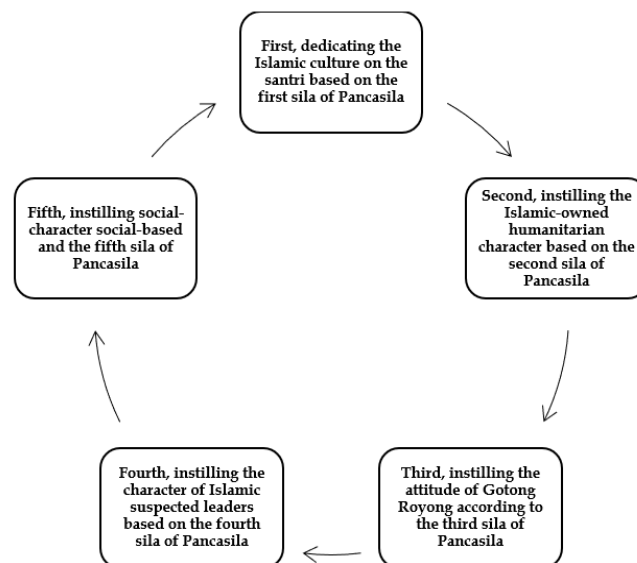 First, dedicating the
Islamic culture on the
santri based on the
first sila of Pancasila
Second, instilling the
Islamic-owned
humanitarian
character based on the
second sila of
Pancasila
Third, instilling the
attitude of Gotong
Royong according to
the third sila of
Pancasila
Fourth, instilling the
character of Islamic
suspected leaders
based on the fourth
sila of Pancasila
Fifth, instilling social-
character social-based
and the fifth sila of
Pancasila